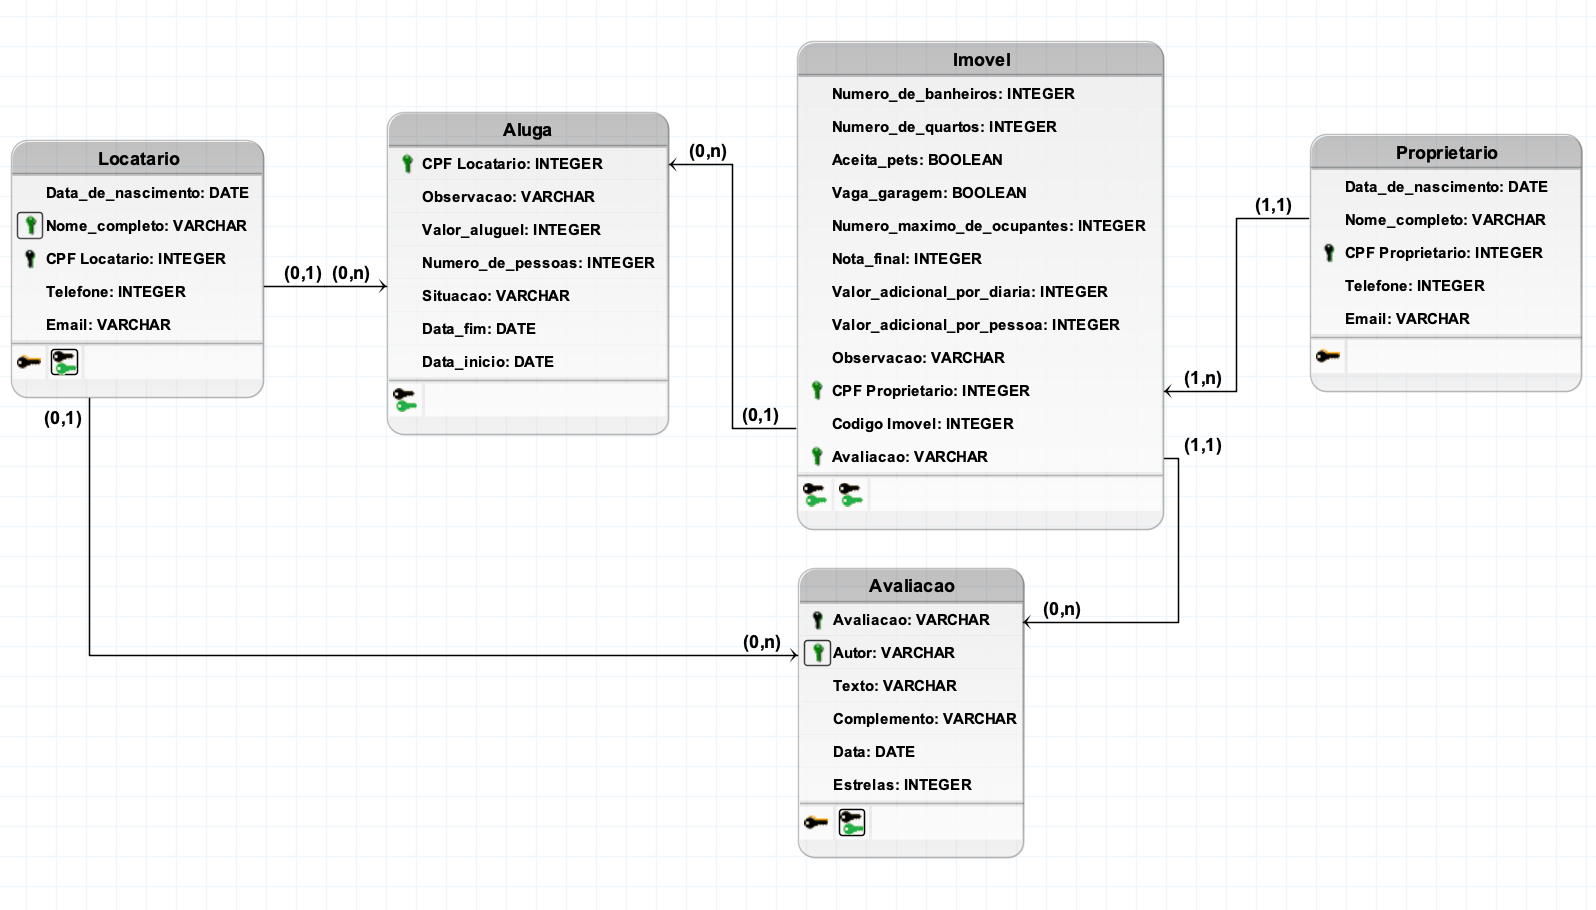 Locatario
Data_de_nascimento: DATE
Nome_completo: VARCHAR
CPF Locatario: INTEGER
Telefone: INTEGER
Email: VARCHAR
(0,1) (0,n)
(0,1)
Aluga
CPF Locatario: INTEGER
Observacao: VARCHAR
Valor_aluguel: INTEGER
Numero_de_pessoas: INTEGER
Situacao: VARCHAR
Data_fim: DATE
Data_inicio: DATE
(0,n)
(0,1)
Imovel
Numero_de_banheiros: INTEGER
Numero_de_quartos: INTEGER
Aceita_pets: BOOLEAN
Vaga_garagem: BOOLEAN
Numero_maximo_de_ocupantes: INTEGER
Nota_final: INTEGER
Valor_adicional_por_diaria: INTEGER
Valor_adicional_por_pessoa: INTEGER
Observacao: VARCHAR
CPF Proprietario: INTEGER
Codigo Imovel: INTEGER
Avaliacao: VARCHAR
(1,1)
(1,n)
Proprietario
Data_de_nascimento: DATE
Nome_completo: VARCHAR
CPF Proprietario: INTEGER
Telefone: INTEGER
Email: VARCHAR
(1,1)
(0,n)
(0,n)
Avaliacao
Avaliacao: VARCHAR
Autor: VARCHAR
Texto: VARCHAR
Complemento: VARCHAR
Data: DATE
Estrelas: INTEGER